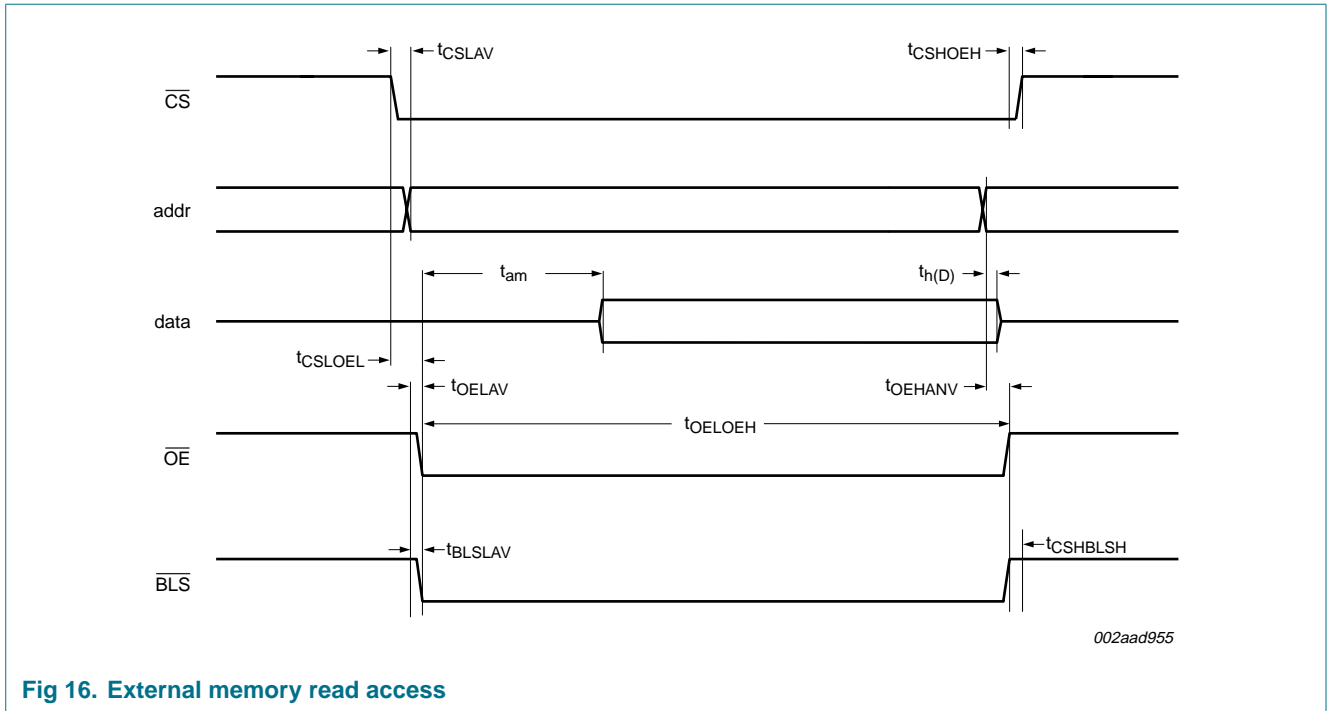 tCSLAV
tCSHOEH
CS
addr
tam
th(D)
data
tCSLOEL
tOELAV
tOEHANV
tOELOEH
OE
tBLSLAV
tCSHBLSH
BLS
002aad955
Fig 16. External memory read access